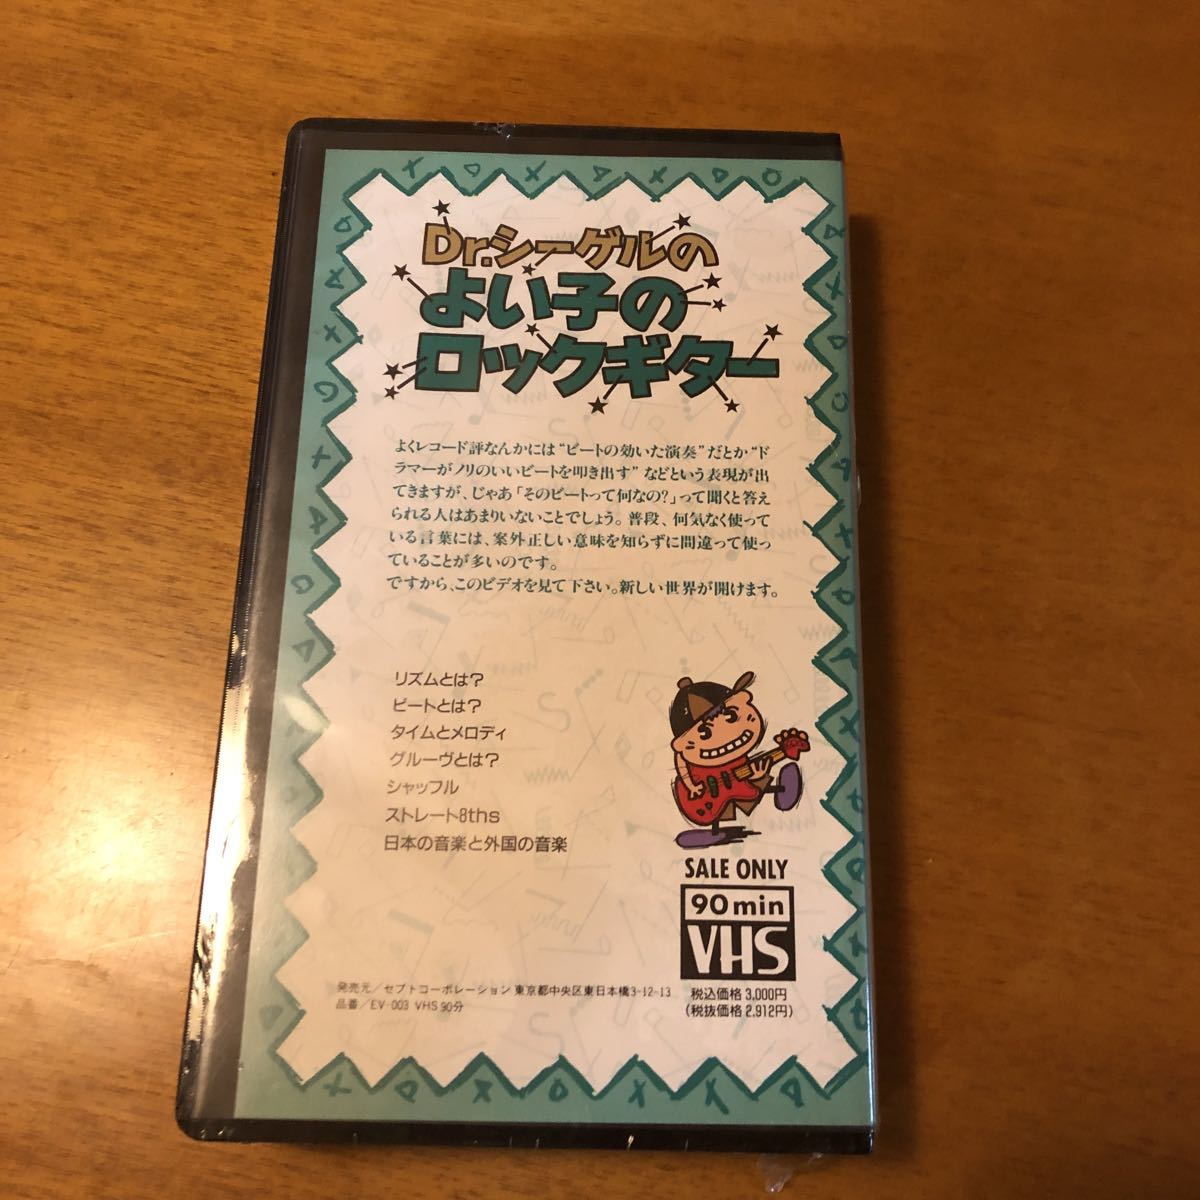 Dr.シーゲルの
よい子の
ロックギター
よくレコード評なんかには“ビートの効いた演奏”だとか“ド
ラマーがノリのいいビートを叩き出す”などという表現が出
てきますが、じゃあ「そのビートって何なの?」って聞くと答え
られる人はあまりいないことでしょう。普段、何気なく使って
いる言葉には、案外正しい意味を知らずに間違って使っ
ていることが多いのです。
ですから、このビデオを見て下さい。新しい世界が開けます。
リズムとは?
ビートとは?
タイムとメロディ
グルーヴとは?
シャッフル
ストレート8ths
日本の音楽と外国の音楽
SALE ONLY
90min
VHS
発売元/セプトコーポレーション 東京都中央区東日本橋3-12-13
品番/EV-003 VHS 90分
税込価格 3,000円
(税抜価格 2,912円)